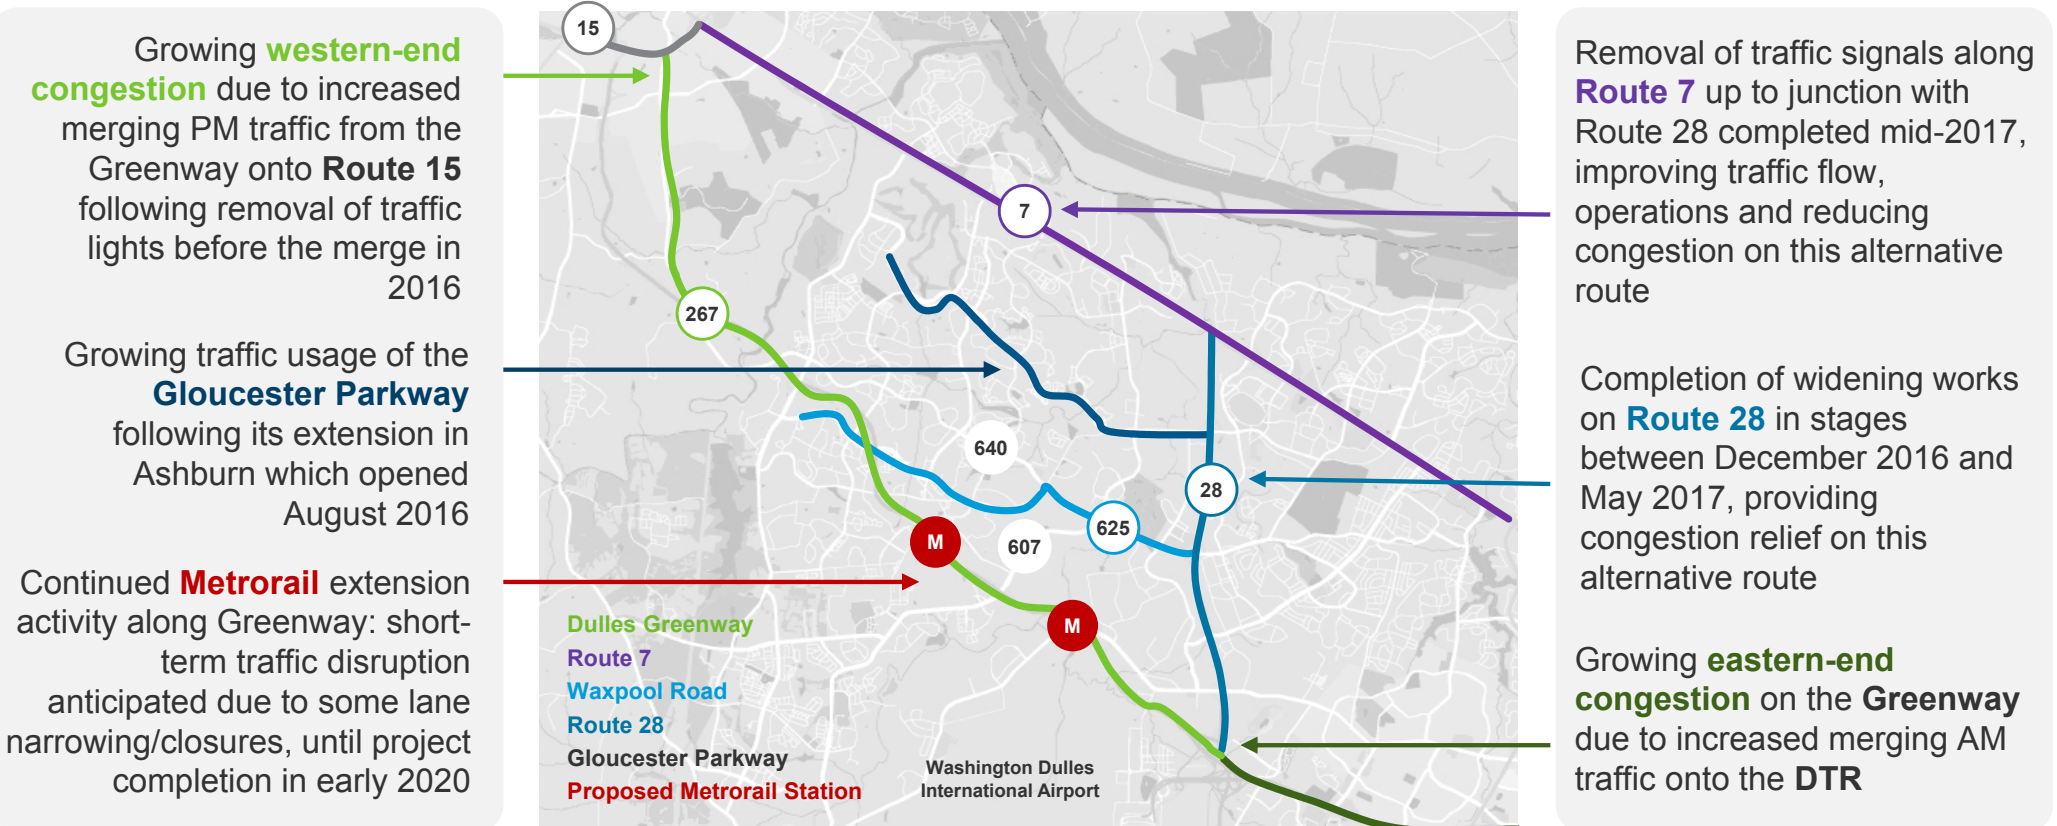 Growing western-end
congestion due to increased
merging PM traffic from the
Greenway onto Route 15
following removal of traffic
lights before the merge in
2016
Growing traffic usage of the
Gloucester Parkway
following its extension in
Ashburn which opened
August 2016
Continued Metrorail extension
activity along Greenway: short-
term traffic disruption
anticipated due to some lane
narrowing/closures, until project
completion in early 2020
15
7
267
640
28
625
607
M
M
Dulles Greenway
Route 7
Waxpool Road
Route 28
Gloucester Parkway
Proposed Metrorail Station
Washington Dulles
International Airport
Removal of traffic signals along
Route 7 up to junction with
Route 28 completed mid-2017,
improving traffic flow,
operations and reducing
congestion on this alternative
route
Completion of widening works
on Route 28 in stages
between December 2016 and
May 2017, providing
congestion relief on this
alternative route
Growing eastern-end
congestion on the Greenway
due to increased merging AM
traffic onto the DTR